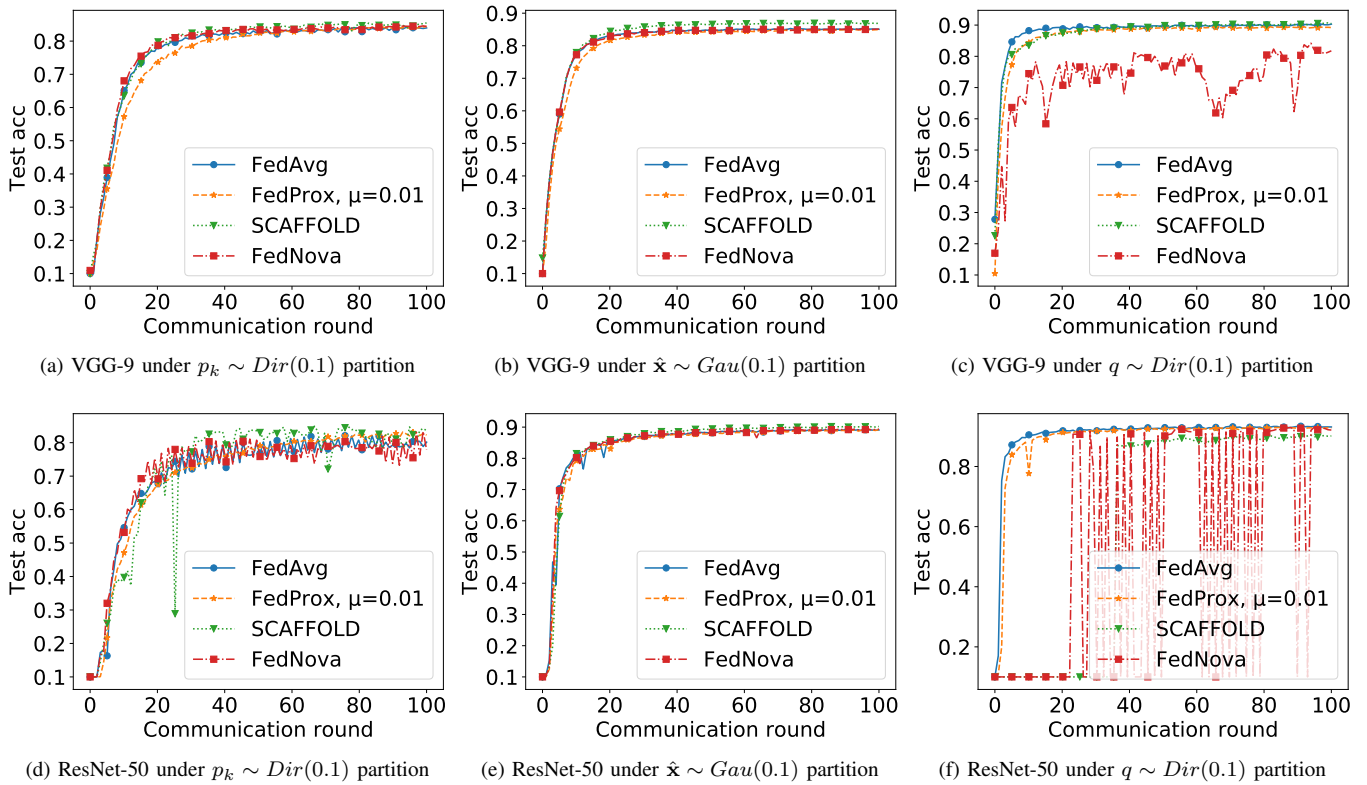 0.8
0.7
0.6
0.5
0.4
0.3
0.2
0.1
Test acc
FedAvg
FedProx, μ=0.01
SCAFFOLD
FedNova
0 20 40 60 80 100
Communication round
(a) VGG-9 under p_k ∼ Dir(0.1) partition
0.9
0.8
0.7
0.6
0.5
0.4
0.3
0.2
0.1
Test acc
FedAvg
FedProx, μ=0.01
SCAFFOLD
FedNova
0 20 40 60 80 100
Communication round
(b) VGG-9 under x̂ ∼ Gau(0.1) partition
0.9
0.8
0.7
0.6
0.5
0.4
0.3
0.2
0.1
Test acc
FedAvg
FedProx, μ=0.01
SCAFFOLD
FedNova
0 20 40 60 80 100
Communication round
(c) VGG-9 under q ∼ Dir(0.1) partition
0.8
0.7
0.6
0.5
0.4
0.3
0.2
0.1
Test acc
FedAvg
FedProx, μ=0.01
SCAFFOLD
FedNova
0 20 40 60 80 100
Communication round
(d) ResNet-50 under p_k ∼ Dir(0.1) partition
0.9
0.8
0.7
0.6
0.5
0.4
0.3
0.2
0.1
Test acc
FedAvg
FedProx, μ=0.01
SCAFFOLD
FedNova
0 20 40 60 80 100
Communication round
(e) ResNet-50 under x̂ ∼ Gau(0.1) partition
0.8
0.6
0.4
0.2
Test acc
FedAvg
FedProx, μ=0.01
SCAFFOLD
FedNova
0 20 40 60 80 100
Communication round
(f) ResNet-50 under q ∼ Dir(0.1) partition